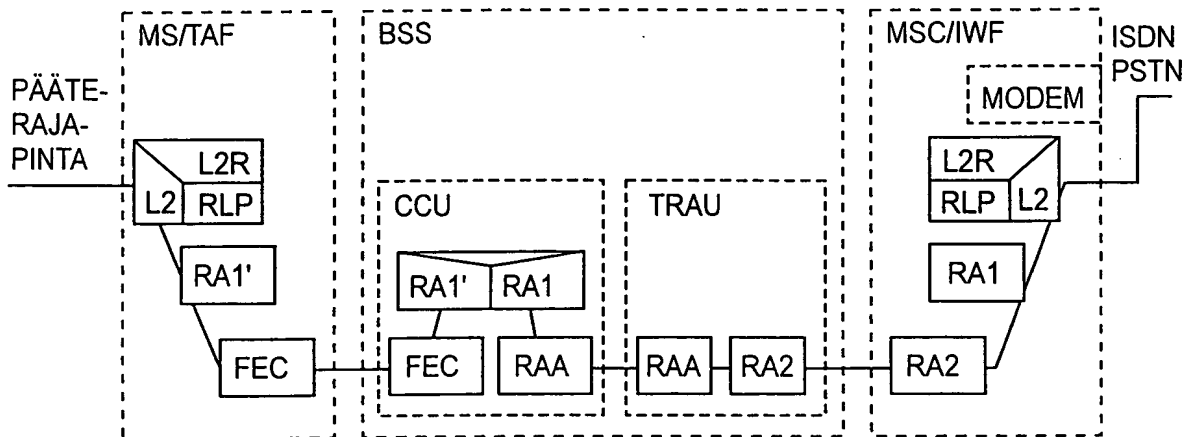 MS/TAF
BSS
MSC/IWF
ISDN
PSTN
MODEM
PÄÄTE-
RAJA-
PINTA
L2R
L2 RLP
L2R
RLP L2
CCU
TRAU
RA1'
RA1' RA1
RA1
FEC
FEC
RAA
RAA
RA2
RA2